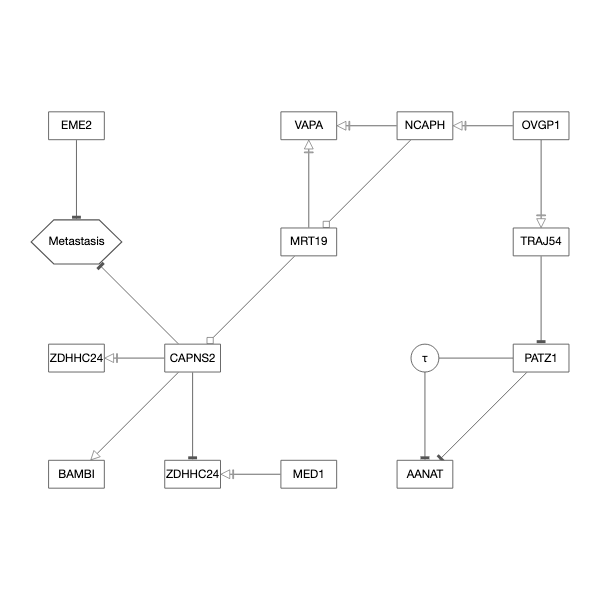 EME2
VAPA
NCAPH
OVGP1
Metastasis
MRT19
TRAJ54
ZDHHC24
CAPNS2
τ
PATZ1
BAMBI
ZDHHC24
MED1
AANAT